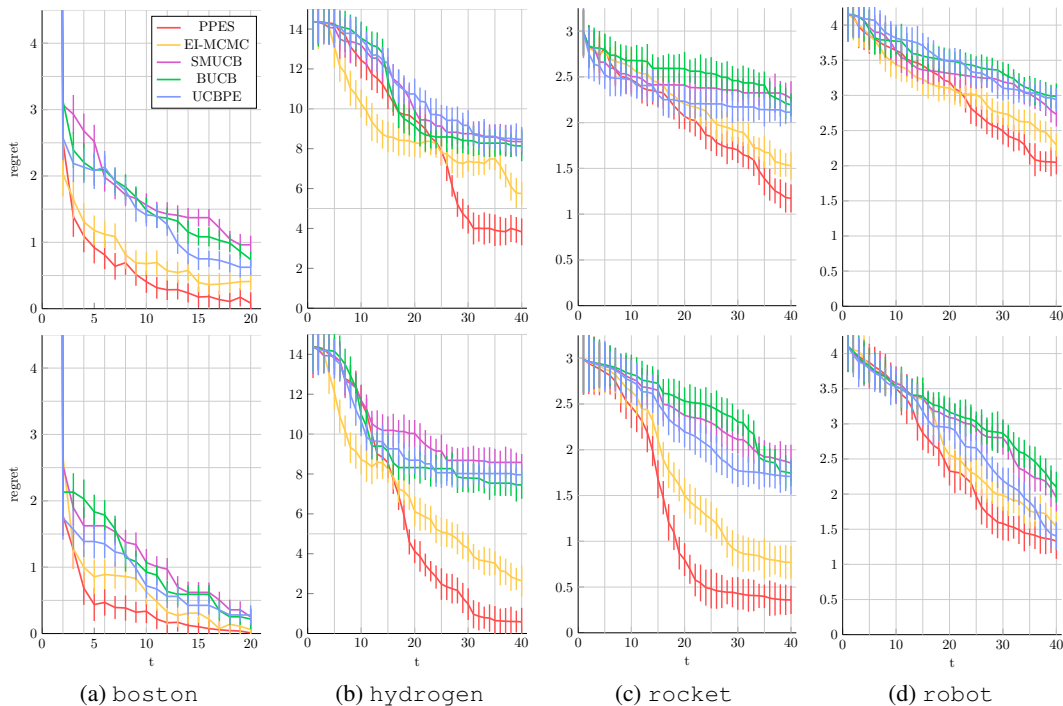 PPES
EI-MCMC
SMUCB
BUCB
UCBPE
regret
4
3
2
1
0
0 5 10 15 20
14
12
10
8
6
4
2
0
0 10 20 30 40
3
2.5
2
1.5
1
0.5
0
0 10 20 30 40
4
3.5
3
2.5
2
1.5
1
0.5
0
0 10 20 30 40
regret
4
3
2
1
0
0 5 10 15 20
t
14
12
10
8
6
4
2
0
0 10 20 30 40
t
3
2.5
2
1.5
1
0.5
0
0 10 20 30 40
t
4
3.5
3
2.5
2
1.5
1
0.5
0
0 10 20 30 40
t
(a) boston
(b) hydrogen
(c) rocket
(d) robot